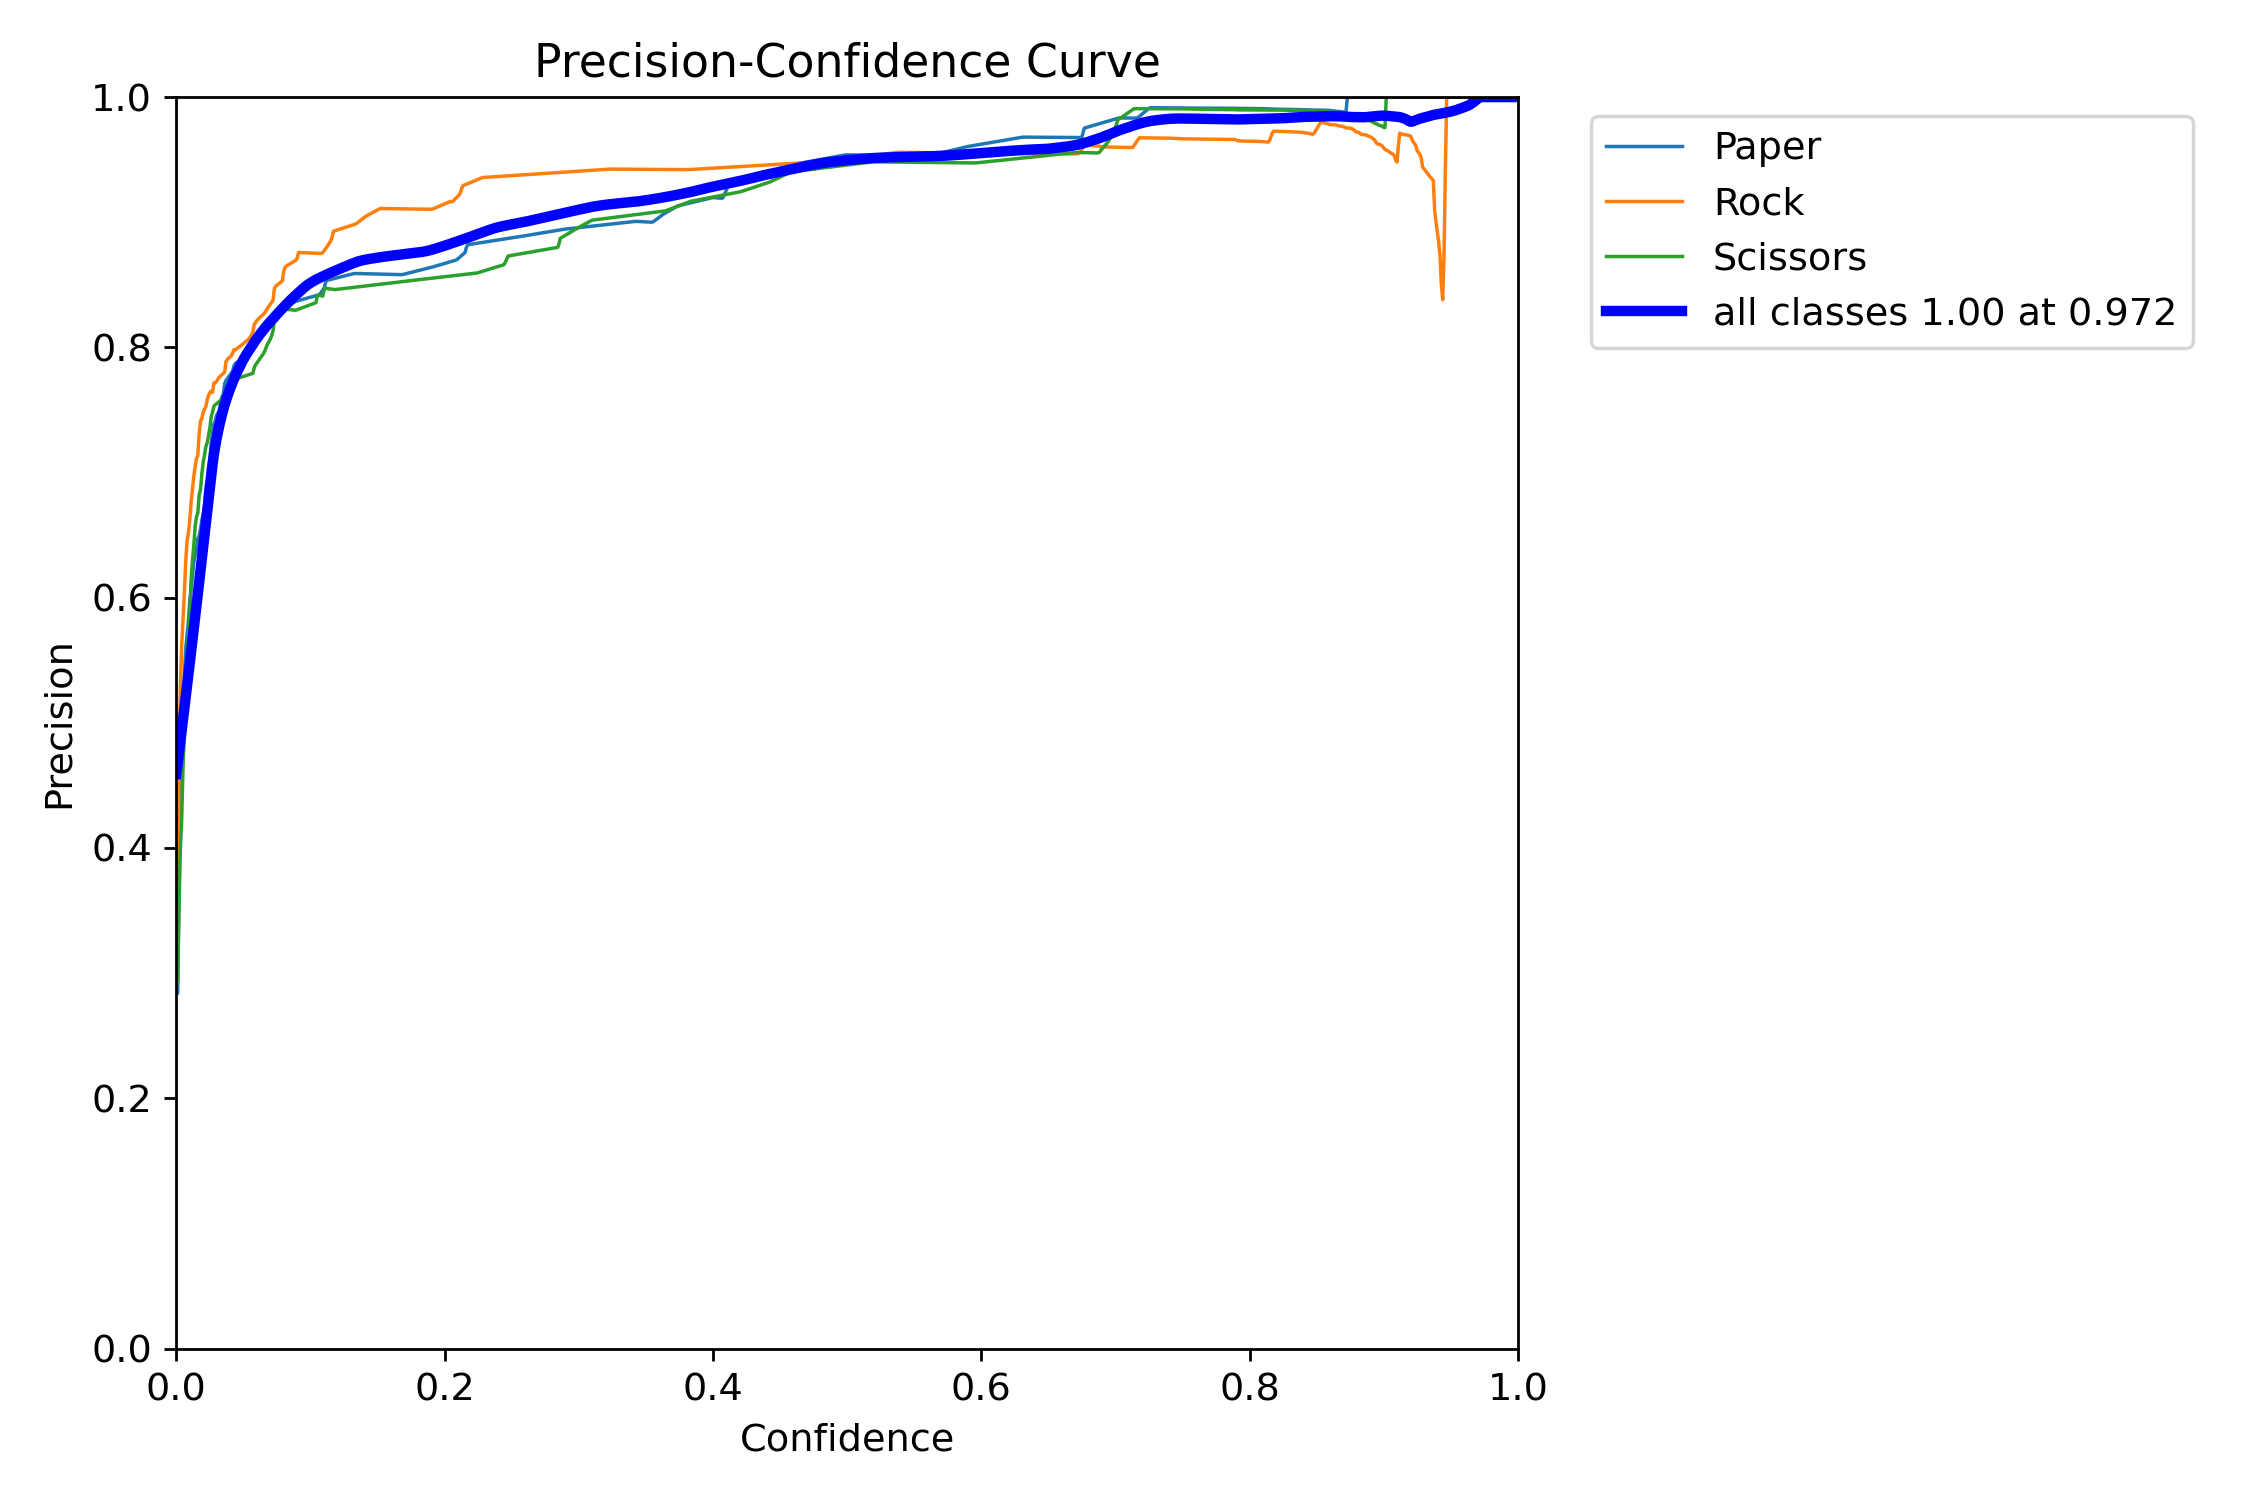 Precision-Confidence Curve
1.0
0.8
0.6
0.4
0.2
0.0
Precision
0.0 0.2 0.4 0.6 0.8 1.0
Confidence
Paper
Rock
Scissors
all classes 1.00 at 0.972